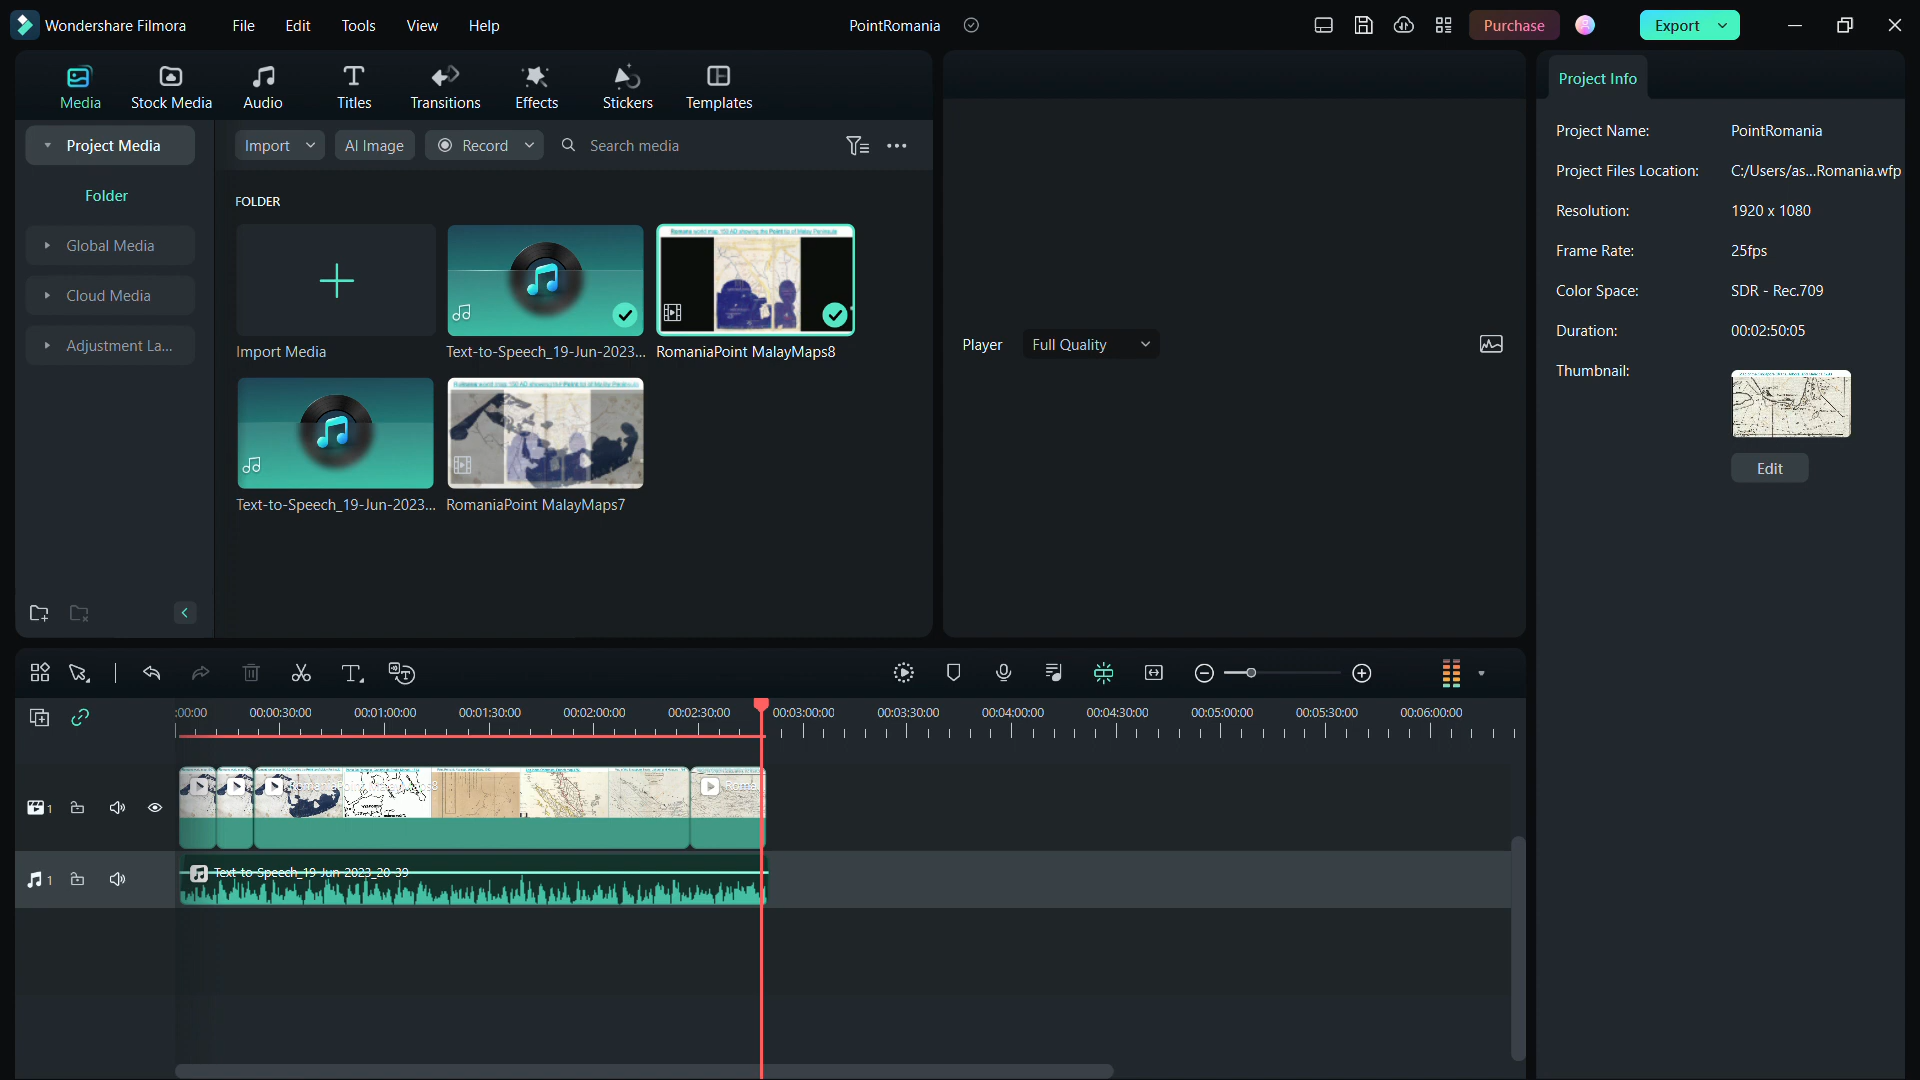 Wondershare Filmora
File
Edit
Tools
View
Help
PointRomania
Purchase
Export
Media
Stock Media
Audio
Titles
Transitions
Effects
Stickers
Templates
Project Media
Folder
Global Media
Cloud Media
Adjustment La...
Import
AI Image
Record
Search media
FOLDER
Import Media
Text-to-Speech_19-Jun-2023...
RomaniaPoint MalayMaps8
Text-to-Speech_19-Jun-2023...
RomaniaPoint MalayMaps7
Player
Full Quality
Project Info
Project Name:
PointRomania
Project Files Location:
C:/Users/as...Romania.wfp
Resolution:
1920 x 1080
Frame Rate:
25fps
Color Space:
SDR - Rec.709
Duration:
00:02:50:05
Thumbnail:
Edit
:00:00
00:00:30:00
00:01:00:00
00:01:30:00
00:02:00:00
00:02:30:00
00:03:00:00
00:03:30:00
00:04:00:00
00:04:30:00
00:05:00:00
00:05:30:00
00:06:00:00
1
1
Text-to-Speech_19-Jun-2023_20-39